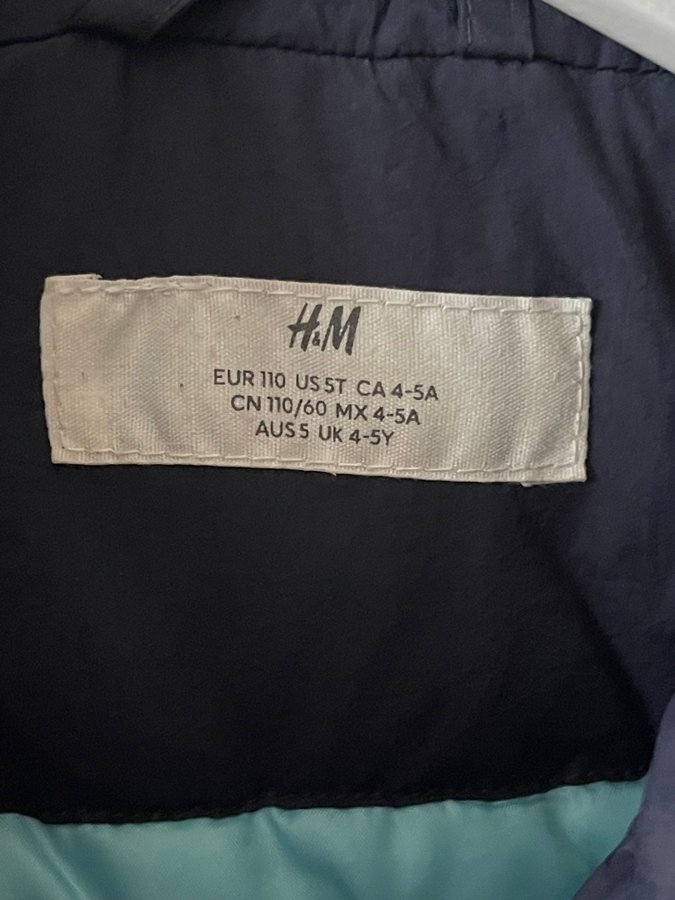 H&M
EUR 110 US 5T CA 4-5A
CN 110/60 MX 4-5A
AUS 5 UK 4-5Y